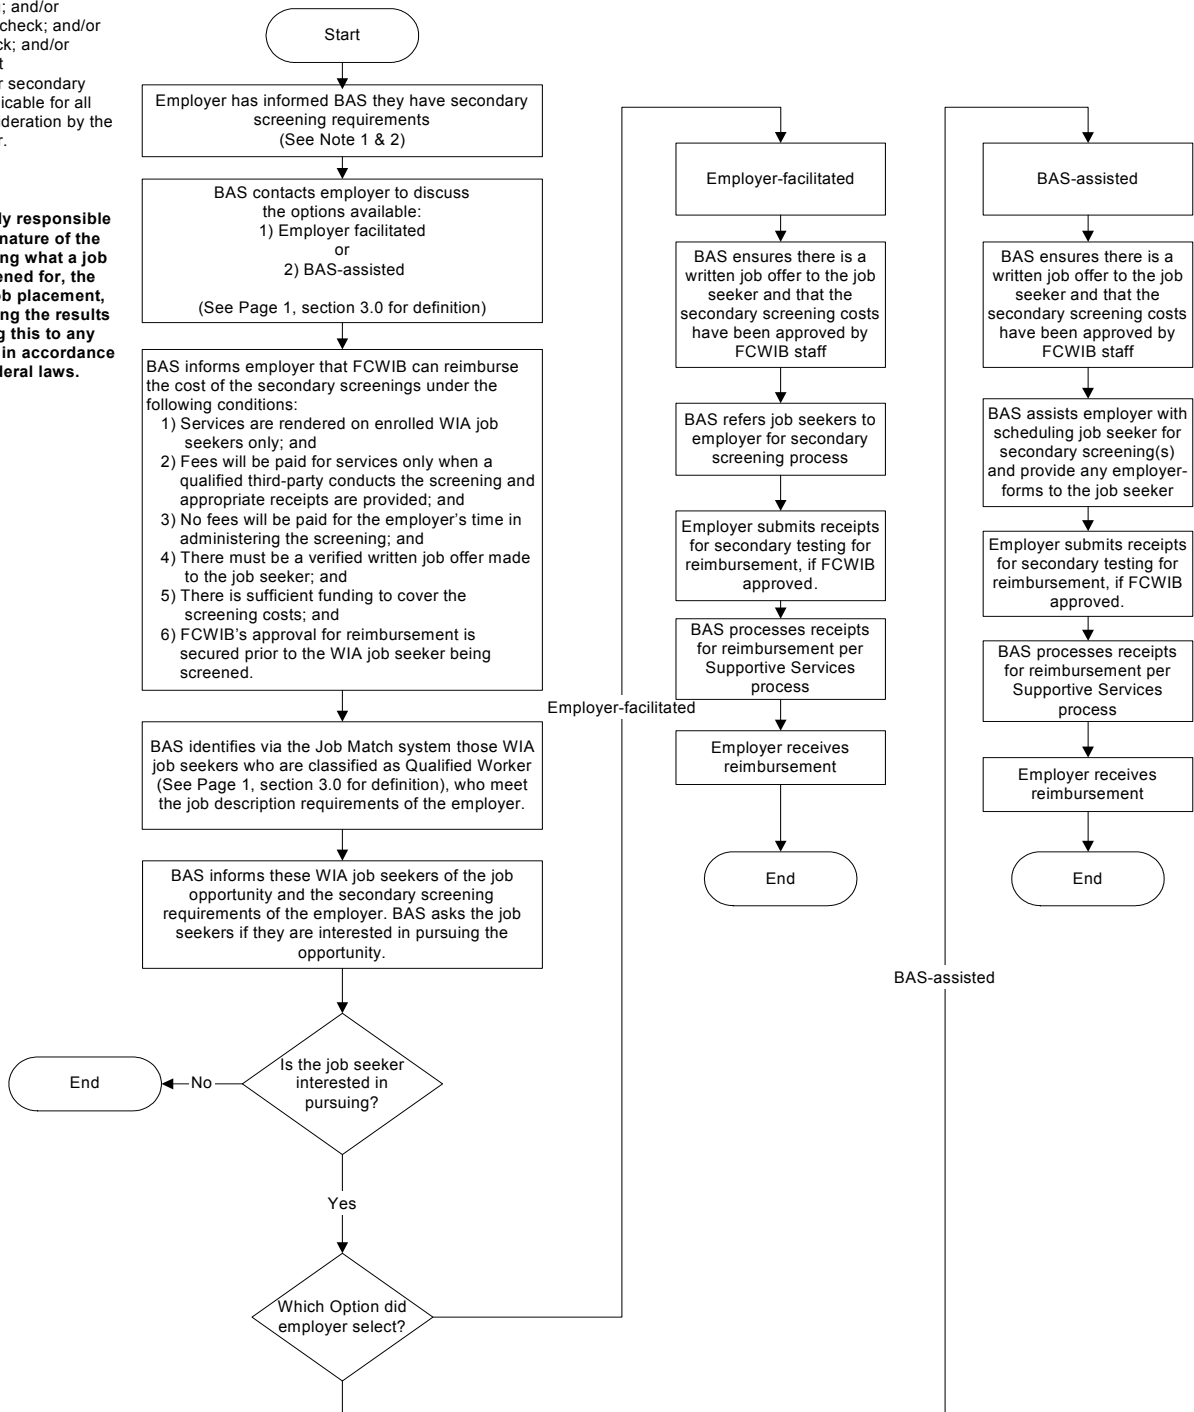 ; and/or
check; and/or
ck; and/or
t
r secondary
icable for all
ideration by the
r.
ly responsible
nature of the
ng what a job
ened for, the
ob placement,
ng the results
g this to any
in accordance
deral laws.
Start
Employer has informed BAS they have secondary
screening requirements
(See Note 1 & 2)
BAS contacts employer to discuss
the options available:
1) Employer facilitated
or
2) BAS-assisted
(See Page 1, section 3.0 for definition)
BAS informs employer that FCWIB can reimburse
the cost of the secondary screenings under the
following conditions:
1) Services are rendered on enrolled WIA job
seekers only; and
2) Fees will be paid for services only when a
qualified third-party conducts the screening and
appropriate receipts are provided; and
3) No fees will be paid for the employer's time in
administering the screening; and
4) There must be a verified written job offer made
to the job seeker; and
5) There is sufficient funding to cover the
screening costs; and
6) FCWIB's approval for reimbursement is
secured prior to the WIA job seeker being
screened.
BAS identifies via the Job Match system those WIA
job seekers who are classified as Qualified Worker
(See Page 1, section 3.0 for definition), who meet
the job description requirements of the employer.
BAS informs these WIA job seekers of the job
opportunity and the secondary screening
requirements of the employer. BAS asks the job
seekers if they are interested in pursuing the
opportunity.
Is the job seeker
interested in
pursuing?
No
End
Yes
Which Option did
employer select?
Employer-facilitated
Employer-facilitated
BAS ensures there is a
written job offer to the job
seeker and that the
secondary screening costs
have been approved by
FCWIB staff
BAS refers job seekers to
employer for secondary
screening process
Employer submits receipts
for secondary testing for
reimbursement, if FCWIB
approved.
BAS processes receipts
for reimbursement per
Supportive Services
process
Employer receives
reimbursement
End
BAS-assisted
BAS-assisted
BAS ensures there is a
written job offer to the job
seeker and that the
secondary screening costs
have been approved by
FCWIB staff
BAS assists employer with
scheduling job seeker for
secondary screening(s)
and provide any employer-
forms to the job seeker
Employer submits receipts
for secondary testing for
reimbursement, if FCWIB
approved.
BAS processes receipts
for reimbursement per
Supportive Services
process
Employer receives
reimbursement
End